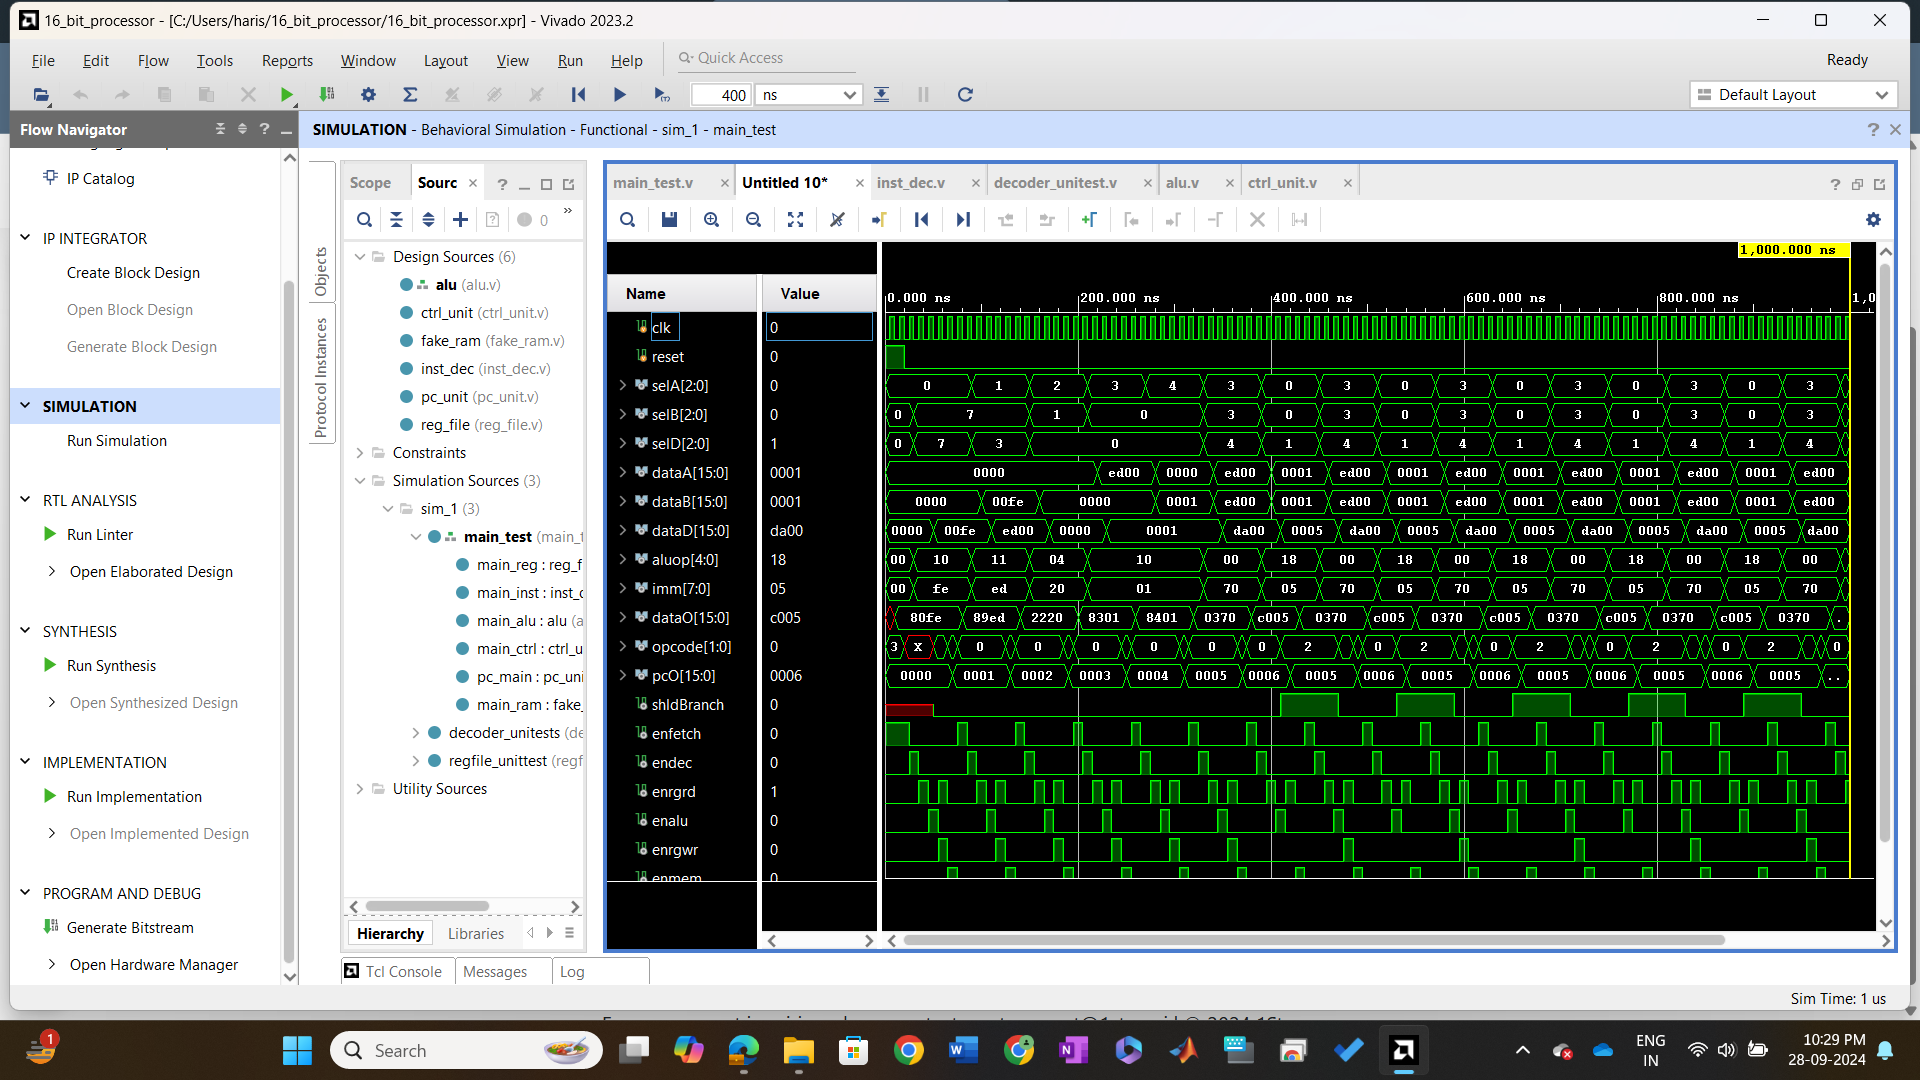 16_bit_processor - [C:/Users/haris/16_bit_processor/16_bit_processor.xpr] - Vivado 2023.2
File Edit Flow Tools Reports Window Layout View Run Help Quick Access Ready
400 ns Default Layout
Flow Navigator
SIMULATION - Behavioral Simulation - Functional - sim_1 - main_test
IP Catalog
IP INTEGRATOR
Create Block Design
Open Block Design
Generate Block Design
SIMULATION
Run Simulation
RTL ANALYSIS
Run Linter
Open Elaborated Design
SYNTHESIS
Run Synthesis
Open Synthesized Design
IMPLEMENTATION
Run Implementation
Open Implemented Design
PROGRAM AND DEBUG
Generate Bitstream
Open Hardware Manager
Objects
Protocol Instances
Scope Sourc
0
Design Sources (6)
alu (alu.v)
ctrl_unit (ctrl_unit.v)
fake_ram (fake_ram.v)
inst_dec (inst_dec.v)
pc_unit (pc_unit.v)
reg_file (reg_file.v)
Constraints
Simulation Sources (3)
sim_1 (3)
main_test (main_t
main_reg : reg_f
main_inst : inst_d
main_alu : alu (a
main_ctrl : ctrl_u
pc_main : pc_uni
main_ram : fake_
decoder_unitests (de
regfile_unittest (regf
Utility Sources
Hierarchy Libraries
Tcl Console Messages Log
main_test.v Untitled 10* inst_dec.v decoder_unitest.v alu.v ctrl_unit.v
1,000.000 ns
Name Value 0.000 ns 200.000 ns 400.000 ns 600.000 ns 800.000 ns 1,0
clk 0
reset 0
selA[2:0] 0 0 1 2 3 4 3 0 3 0 3 0 3 0 3 0 3
selB[2:0] 0 0 7 1 0 3 0 3 0 3 0 3 0 3 0 3
selD[2:0] 1 0 7 3 0 4 1 4 1 4 1 4 1 4 1 4
dataA[15:0] 0001 0000 ed00 0000 ed00 0001 ed00 0001 ed00 0001 ed00 0001 ed00 0001 ed00
dataB[15:0] 0001 0000 00fe 0000 0001 ed00 0001 ed00 0001 ed00 0001 ed00 0001 ed00 0001 ed00
dataD[15:0] da00 0000 00fe ed00 0000 0001 da00 0005 da00 0005 da00 0005 da00 0005 da00 0005 da00
aluop[4:0] 18 00 10 11 04 10 00 18 00 18 00 18 00 18 00 18 00
imm[7:0] 05 00 fe ed 20 01 70 05 70 05 70 05 70 05 70 05 70
dataO[15:0] c005 80fe 89ed 2220 8301 8401 0370 c005 0370 c005 0370 c005 0370 c005 0370 c005 0370 .
opcode[1:0] 0 3 X 0 0 0 0 0 0 2 0 2 0 2 0 2 0 2 0
pcO[15:0] 0006 0000 0001 0002 0003 0004 0005 0006 0005 0006 0005 0006 0005 0006 0005 0006 0005 ..
shldBranch 0
enfetch 0
endec 0
enrgrd 1
enalu 0
enrgwr 0
enmem 0
Sim Time: 1 us
1
Search
ENG
IN
10:29 PM
28-09-2024